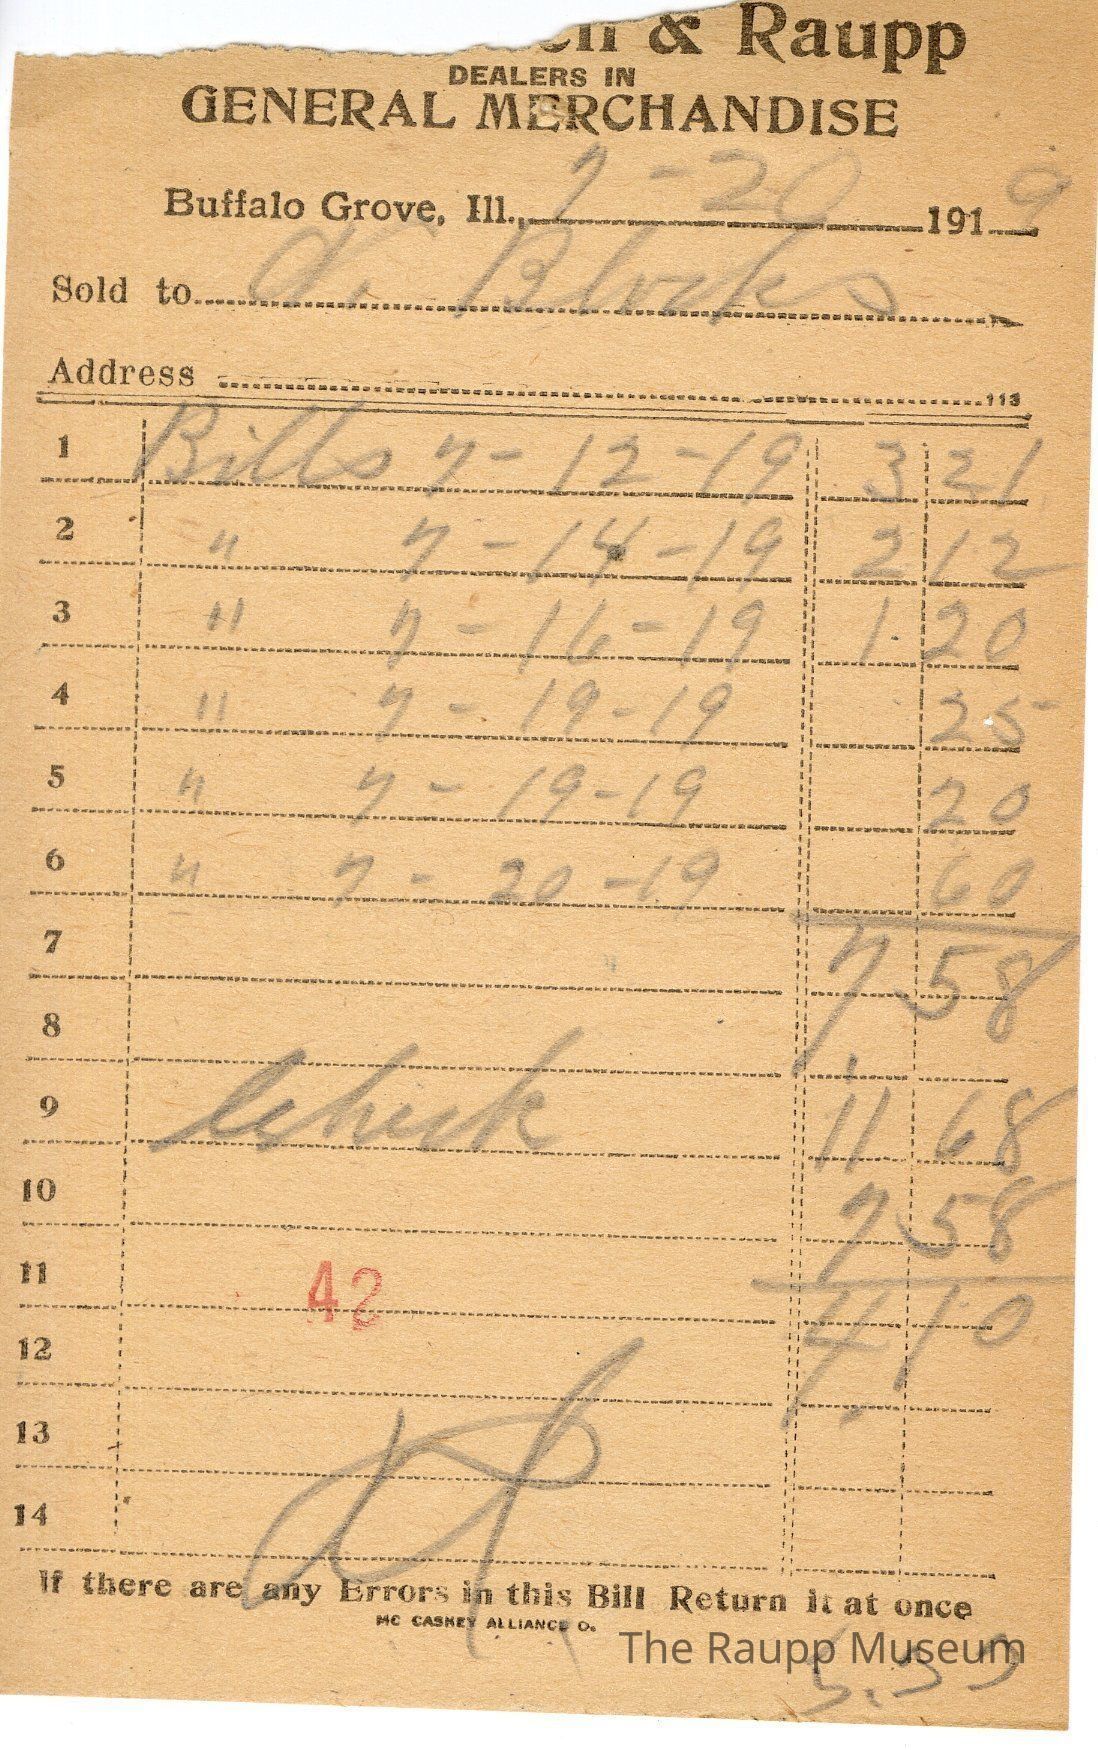 & Raupp
DEALERS IN
GENERAL MERCHANDISE
Buffalo Grove, Ill., 7-20 1919
Sold to
Address 113
1 Bills 7-12-19 3 21
2 " 7-14-19 2 12
3 " 7-16-19 1.20
4 " 7-19-19 25
5 " 7-19-19 20
6 " 7-20-19 60
7 7 58
8
9 Check 11 68
10 7 58
11 42 4 10
12
13
14
If there are any Errors in this Bill Return it at once
MC CASKEY ALLIANCE O.
The Raupp Museum